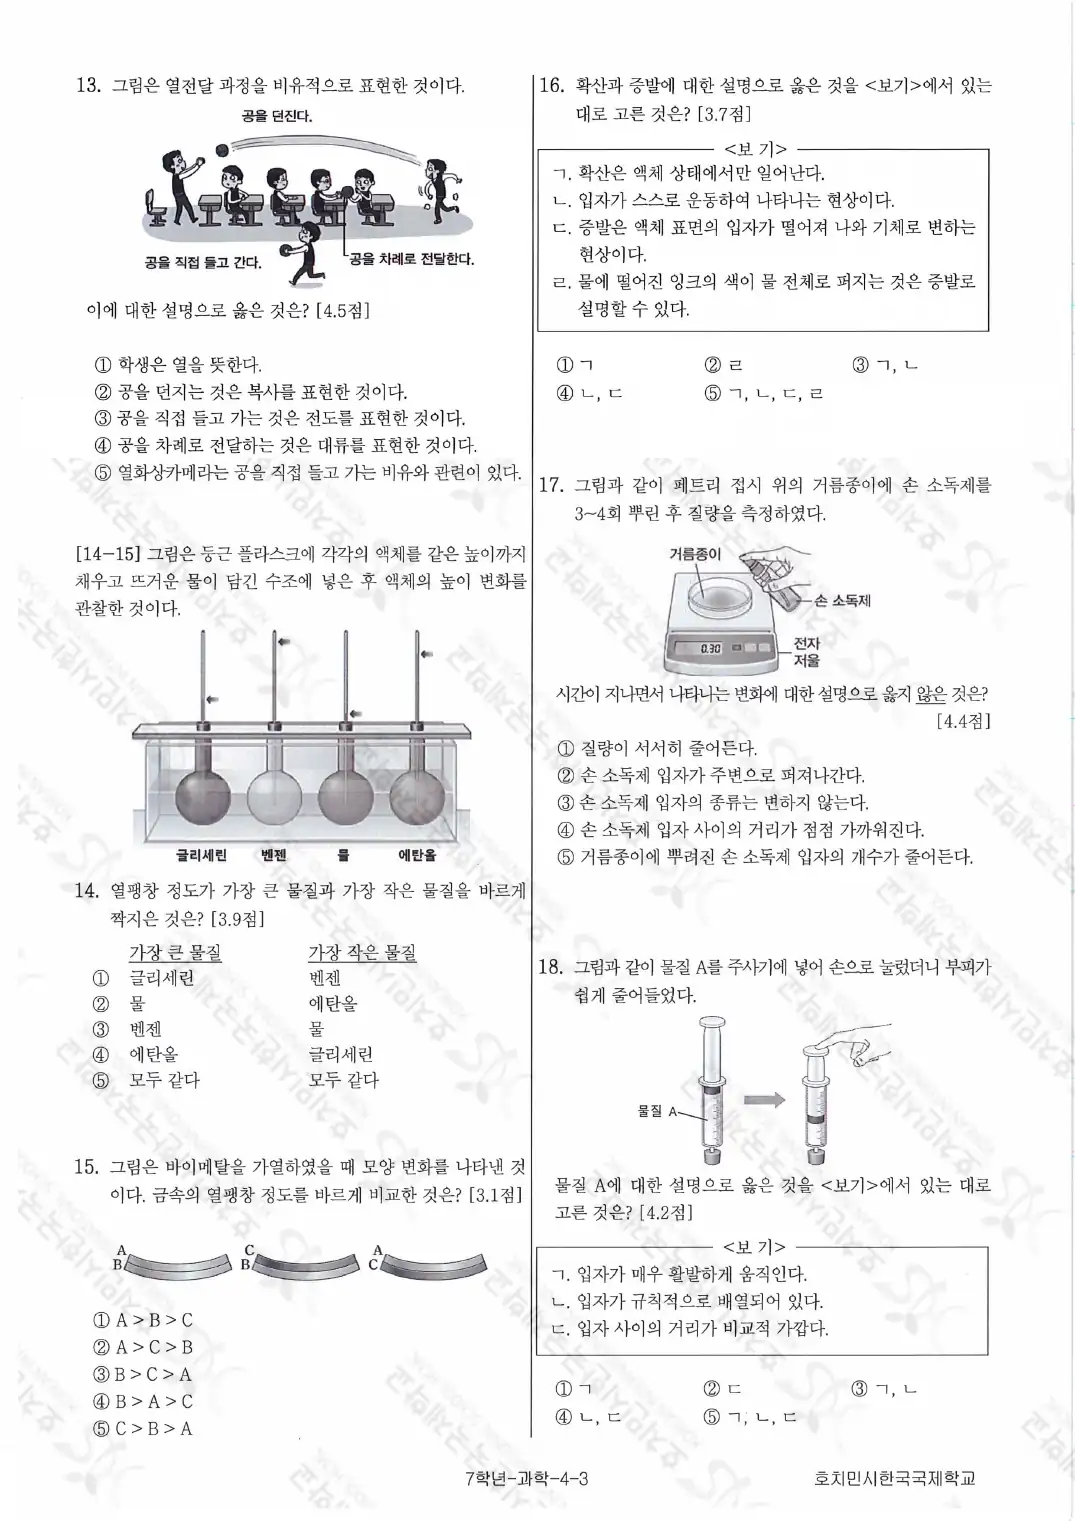 13. 그림은 열전달 과정을 비유적으로 표현한 것이다.
공을 던진다.
공을 직접 들고 간다.
공을 차례로 전달한다.
이에 대한 설명으로 옳은 것은? [4.5점]
① 학생은 열을 뜻한다.
② 공을 던지는 것은 복사를 표현한 것이다.
③ 공을 직접 들고 가는 것은 전도를 표현한 것이다.
④ 공을 차례로 전달하는 것은 대류를 표현한 것이다.
⑤ 열화상카메라는 공을 직접 들고 가는 비유와 관련이 있다.
[14-15] 그림은 둥근 플라스크에 각각의 액체를 같은 높이까지
채우고 뜨거운 물이 담긴 수조에 넣은 후 액체의 높이 변화를
관찰한 것이다.
글리세린 벤젠 물 에탄올
14. 열팽창 정도가 가장 큰 물질과 가장 작은 물질을 바르게
짝지은 것은? [3.9점]
가장 큰 물질 가장 작은 물질
① 글리세린 벤젠
② 물 에탄올
③ 벤젠 물
④ 에탄올 글리세린
⑤ 모두 같다 모두 같다
15. 그림은 바이메탈을 가열하였을 때 모양 변화를 나타낸 것
이다. 금속의 열팽창 정도를 바르게 비교한 것은? [3.1점]
A C A
B B C
① A > B > C
② A > C > B
③ B > C > A
④ B > A > C
⑤ C > B > A
16. 확산과 증발에 대한 설명으로 옳은 것을 <보기>에서 있는
대로 고른 것은? [3.7점]
<보 기>
ㄱ. 확산은 액체 상태에서만 일어난다.
ㄴ. 입자가 스스로 운동하여 나타나는 현상이다.
ㄷ. 증발은 액체 표면의 입자가 떨어져 나와 기체로 변하는
현상이다.
ㄹ. 물에 떨어진 잉크의 색이 물 전체로 퍼지는 것은 증발로
설명할 수 있다.
① ㄱ ② ㄹ ③ ㄱ, ㄴ
④ ㄴ, ㄷ ⑤ ㄱ, ㄴ, ㄷ, ㄹ
17. 그림과 같이 페트리 접시 위의 거름종이에 손 소독제를
3~4회 뿌린 후 질량을 측정하였다.
거름종이
손 소독제
0.30
전자
저울
시간이 지나면서 나타나는 변화에 대한 설명으로 옳지 않은 것은?
[4.4점]
① 질량이 서서히 줄어든다.
② 손 소독제 입자가 주변으로 퍼져나간다.
③ 손 소독제 입자의 종류는 변하지 않는다.
④ 손 소독제 입자 사이의 거리가 점점 가까워진다.
⑤ 거름종이에 뿌려진 손 소독제 입자의 개수가 줄어든다.
18. 그림과 같이 물질 A를 주사기에 넣어 손으로 눌렀더니 부피가
쉽게 줄어들었다.
물질 A
물질 A에 대한 설명으로 옳은 것을 <보기>에서 있는 대로
고른 것은? [4.2점]
<보 기>
ㄱ. 입자가 매우 활발하게 움직인다.
ㄴ. 입자가 규칙적으로 배열되어 있다.
ㄷ. 입자 사이의 거리가 비교적 가깝다.
① ㄱ ② ㄷ ③ ㄱ, ㄴ
④ ㄴ, ㄷ ⑤ ㄱ, ㄴ, ㄷ
7학년-과학-4-3
호치민시한국국제학교